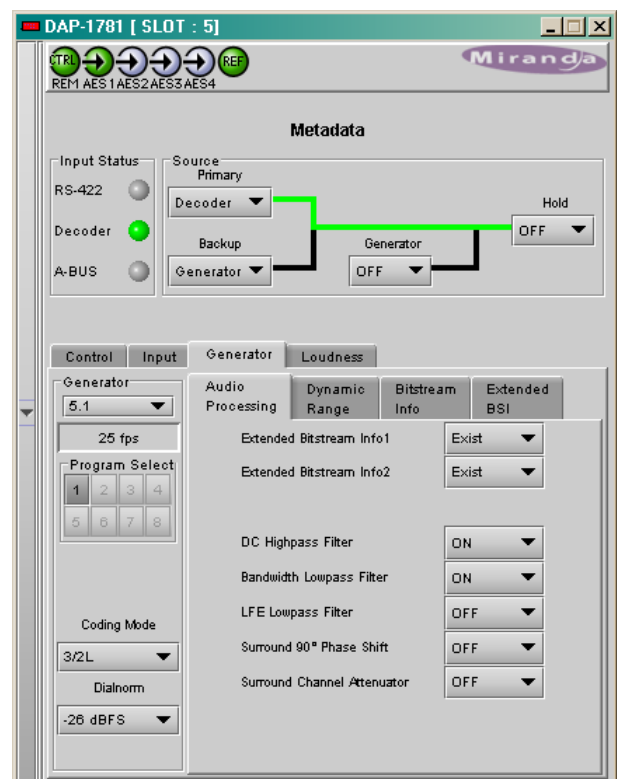 DAP-1781 [ SLOT : 5]
CTRL REF
REM AES1 AES2 AES3 AES4
Miranda
Metadata
Input Status
RS-422
Decoder
A-BUS
Source
Primary
Decoder
Backup
Generator
Generator
OFF
Hold
OFF
Control Input Generator Loudness
Generator
5.1
25 fps
Program Select
1 2 3 4
5 6 7 8
Coding Mode
3/2L
Dialnorm
-26 dBFS
Audio Processing
Dynamic Range
Bitstream Info
Extended BSI
Extended Bitstream Info1 Exist
Extended Bitstream Info2 Exist
DC Highpass Filter ON
Bandwidth Lowpass Filter ON
LFE Lowpass Filter OFF
Surround 90° Phase Shift OFF
Surround Channel Attenuator OFF